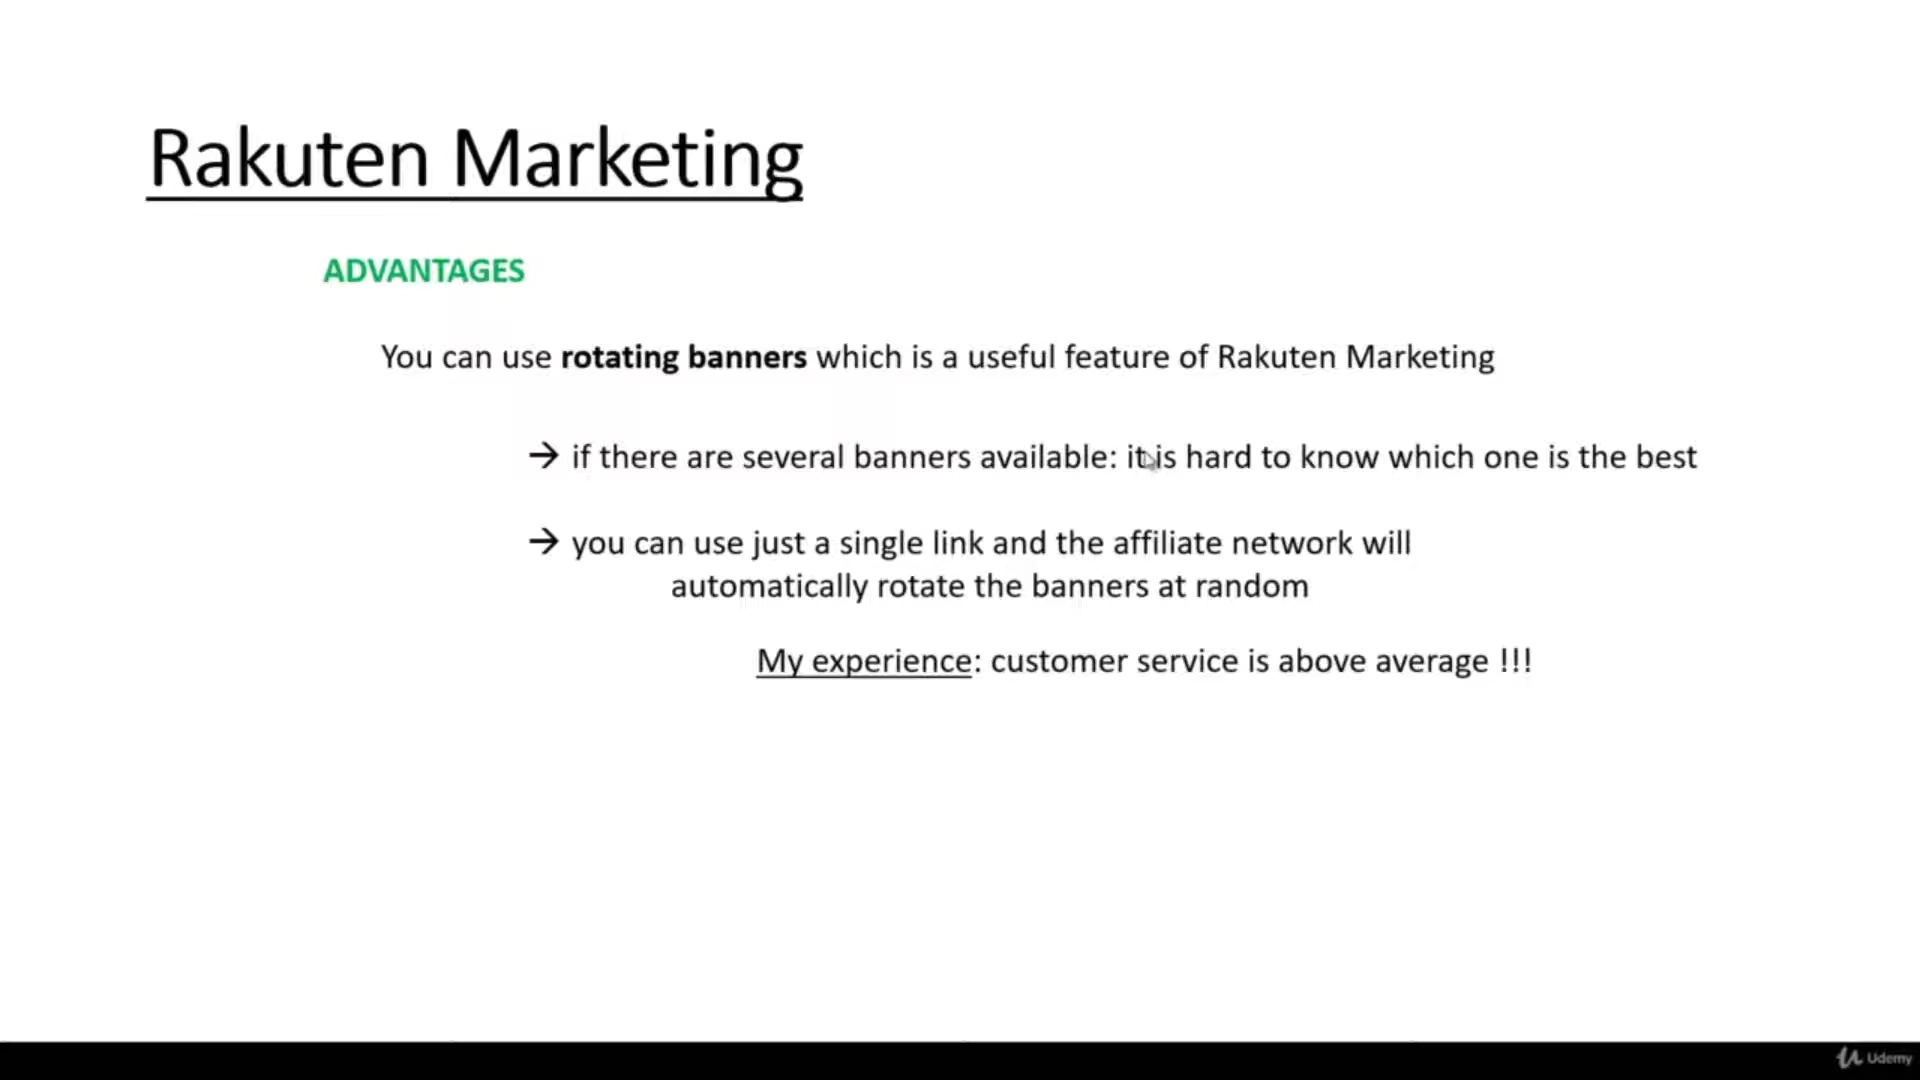 Rakuten Marketing
ADVANTAGES
You can use rotating banners which is a useful feature of Rakuten Marketing
→ if there are several banners available: it is hard to know which one is the best
→ you can use just a single link and the affiliate network will
automatically rotate the banners at random
My experience: customer service is above average !!!
Udemy